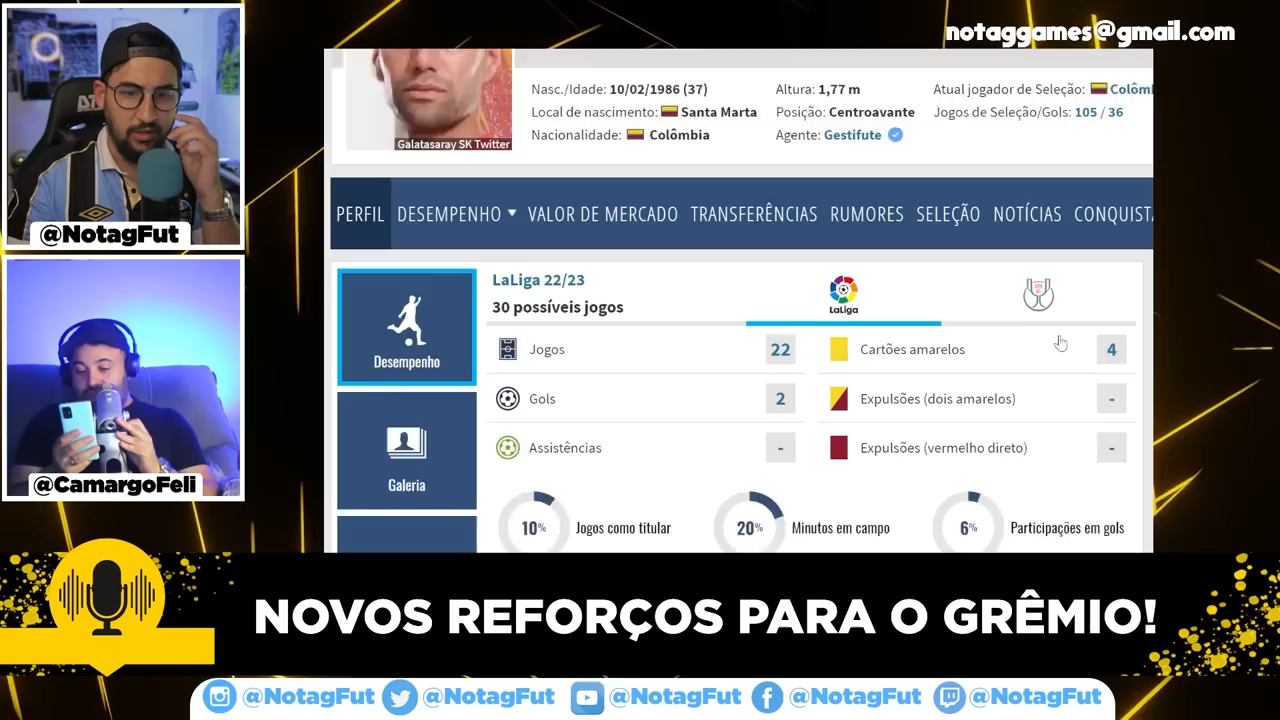 notaggames@gmail.com
@NotagFut
@CamargoFeli
Galatasaray SK Twitter
Nasc./Idade: 10/02/1986 (37)
Local de nascimento: Santa Marta
Nacionalidade: Colômbia
Altura: 1,77 m
Posição: Centroavante
Agente: Gestifute
Atual jogador de Seleção: Colôm
Jogos de Seleção/Gols: 105 / 36
PERFIL DESEMPENHO VALOR DE MERCADO TRANSFERÊNCIAS RUMORES SELEÇÃO NOTÍCIAS CONQUIST
Desempenho
Galeria
LaLiga 22/23
30 possíveis jogos
LaLiga
Jogos 22
Gols 2
Assistências -
Cartões amarelos 4
Expulsões (dois amarelos) -
Expulsões (vermelho direto) -
10% Jogos como titular
20% Minutos em campo
6% Participações em gols
NOVOS REFORÇOS PARA O GRÊMIO!
@NotagFut @NotagFut @NotagFut @NotagFut @NotagFut